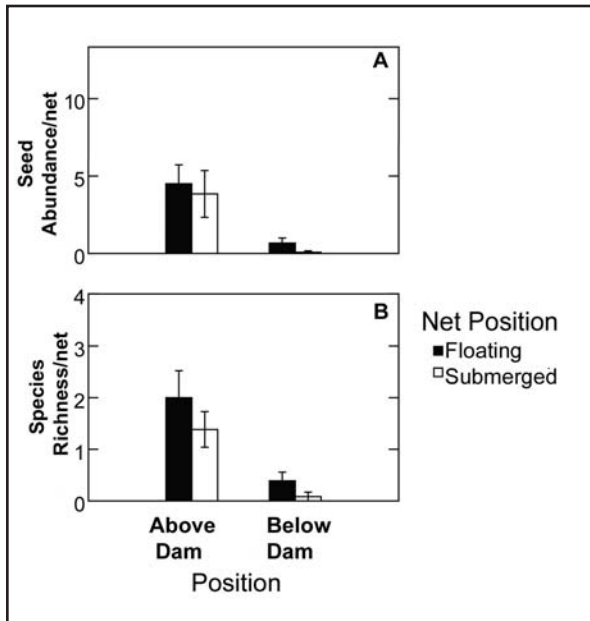 A
10
5
0
Seed
Abundance/net
B
4
3
2
1
0
Species
Richness/net
Net Position
Floating
Submerged
Above
Dam
Below
Dam
Position